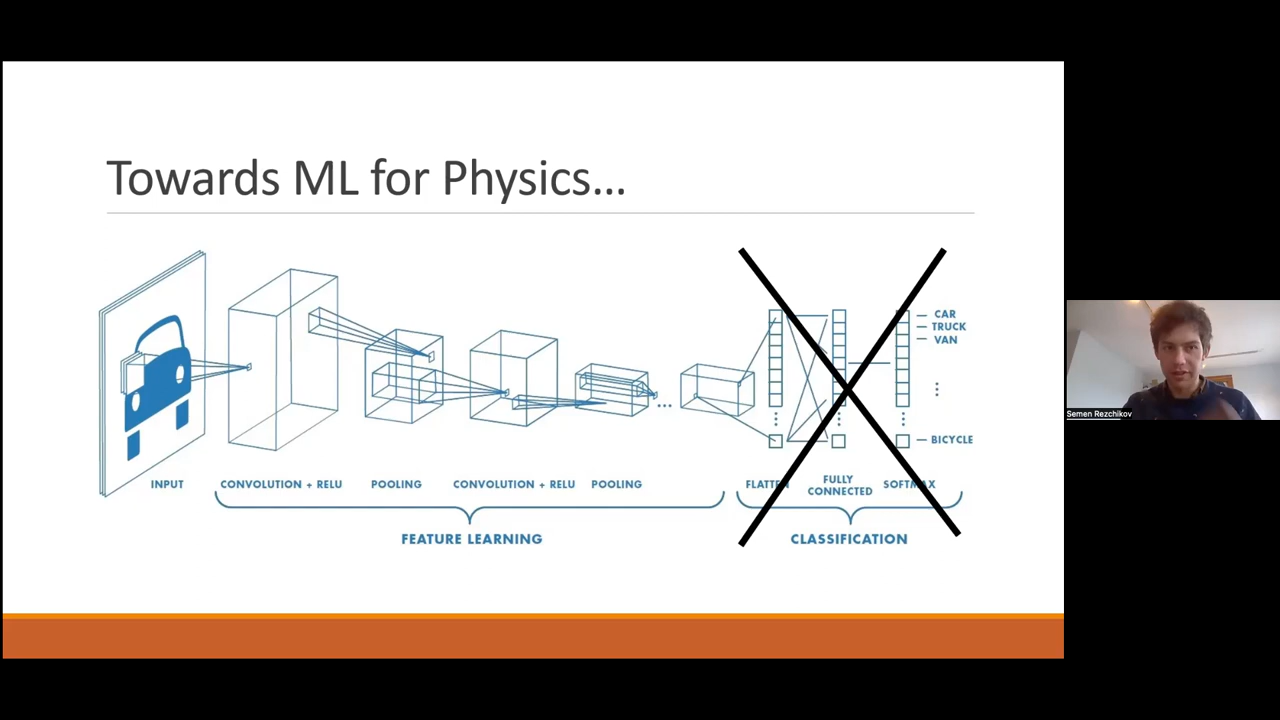 Towards ML for Physics...
CAR
TRUCK
VAN
BICYCLE
INPUT
CONVOLUTION + RELU
POOLING
CONVOLUTION + RELU
POOLING
FLATTEN
FULLY
CONNECTED
SOFTMAX
FEATURE LEARNING
CLASSIFICATION
Semen Rezchikov